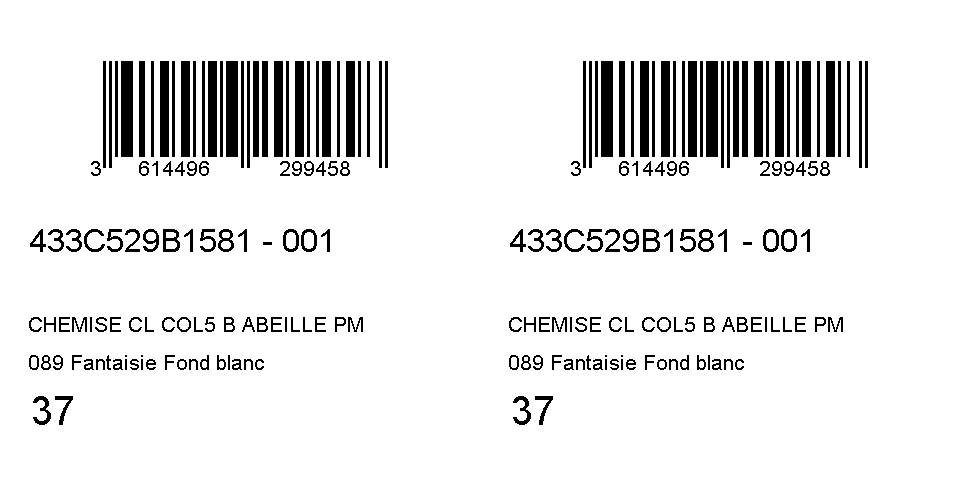 3 614496 299458
433C529B1581 - 001
CHEMISE CL COL5 B ABEILLE PM
089 Fantaisie Fond blanc
37
3 614496 299458
433C529B1581 - 001
CHEMISE CL COL5 B ABEILLE PM
089 Fantaisie Fond blanc
37